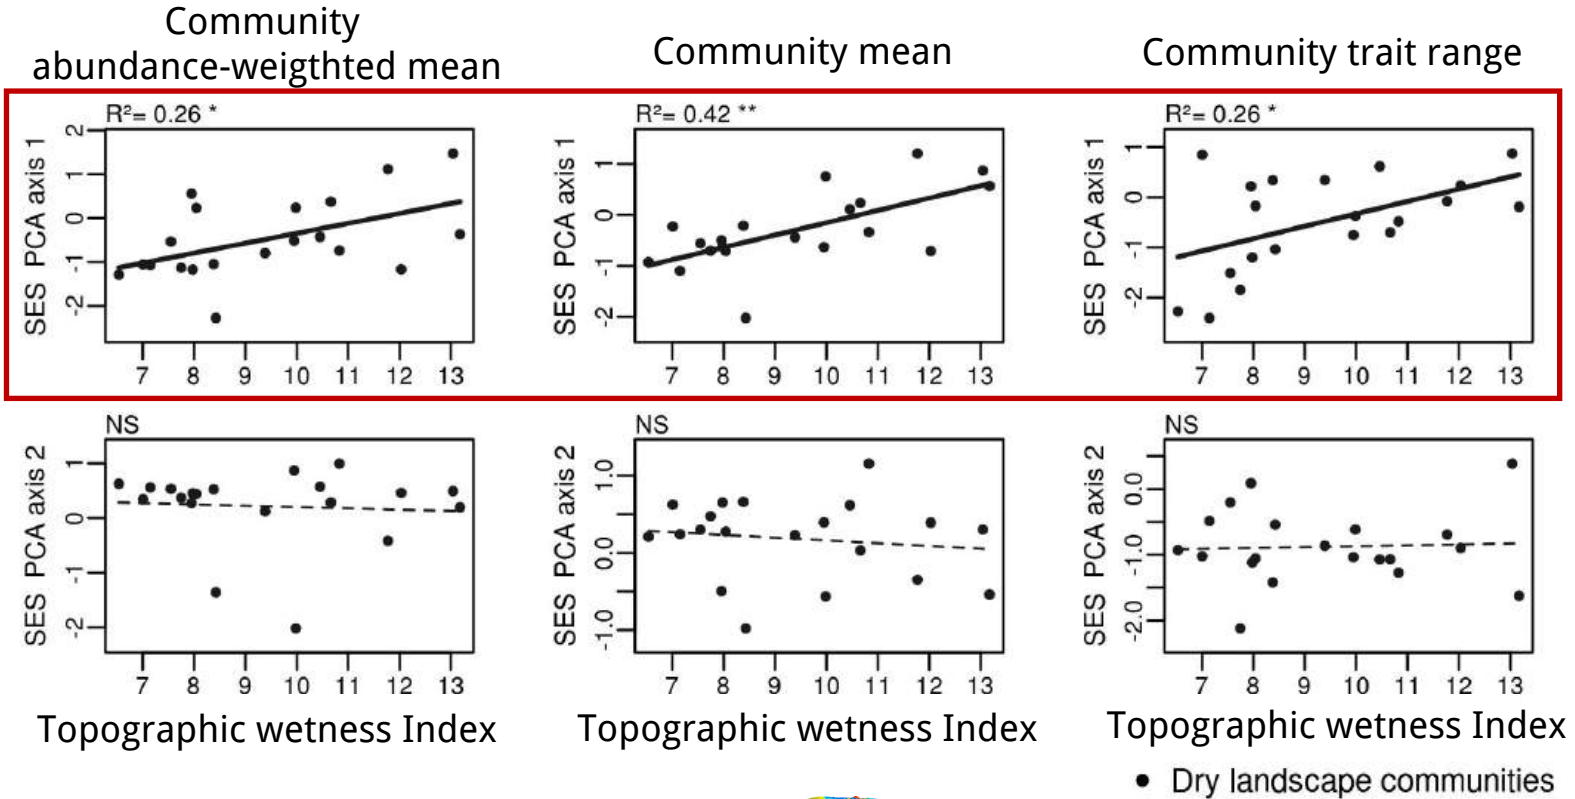 Community
abundance-weigthted mean
Community mean
Community trait range
R²= 0.26 *
SES PCA axis 1
2
1
0
-1
-2
7 8 9 10 11 12 13
R²= 0.42 **
SES PCA axis 1
1
0
-1
-2
7 8 9 10 11 12 13
R²= 0.26 *
SES PCA axis 1
1
0
-1
-2
7 8 9 10 11 12 13
NS
SES PCA axis 2
1
0
-1
-2
7 8 9 10 11 12 13
Topographic wetness Index
NS
SES PCA axis 2
1.0
0.0
-1.0
7 8 9 10 11 12 13
Topographic wetness Index
NS
SES PCA axis 2
0.0
-1.0
-2.0
7 8 9 10 11 12 13
Topographic wetness Index
Dry landscape communities